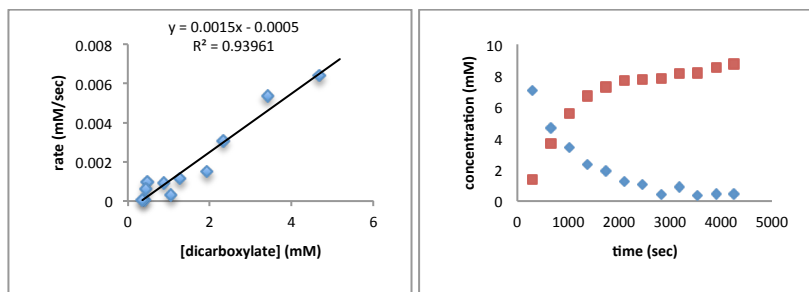 y = 0.0015x - 0.0005
R² = 0.93961
0.008
0.006
0.004
0.002
0
0 2 4 6
rate (mM/sec)
[dicarboxylate] (mM)
10
8
6
4
2
0
0 1000 2000 3000 4000 5000
concentration (mM)
time (sec)